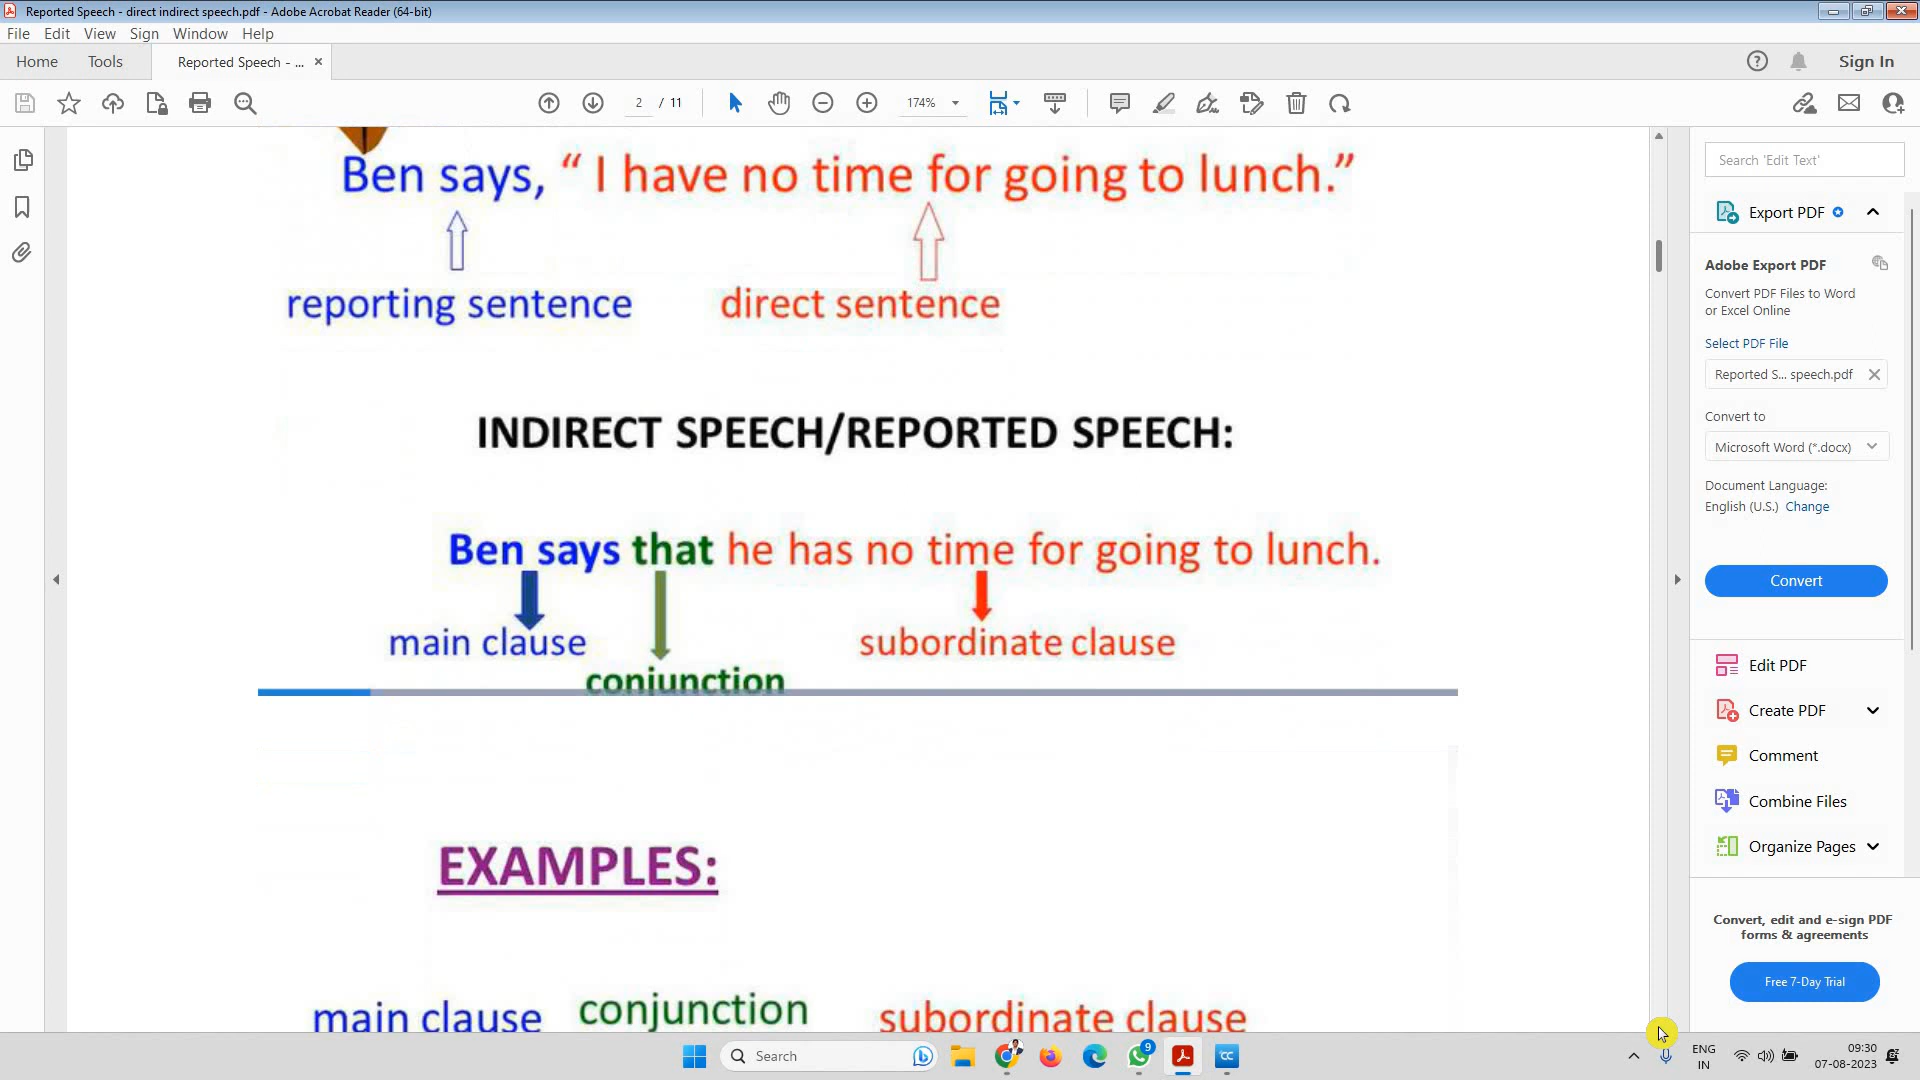 Reported Speech - direct indirect speech.pdf - Adobe Acrobat Reader (64-bit)
File Edit View Sign Window Help
Home Tools Reported Speech - ... × Sign In
2 / 11 174%
Ben says, “ I have no time for going to lunch.”
reporting sentence direct sentence
INDIRECT SPEECH/REPORTED SPEECH:
Ben says that he has no time for going to lunch.
main clause subordinate clause
conjunction
EXAMPLES:
main clause conjunction subordinate clause
Search 'Edit Text'
Export PDF
Adobe Export PDF
Convert PDF Files to Word
or Excel Online
Select PDF File
Reported S... speech.pdf
Convert to
Microsoft Word (*.docx)
Document Language:
English (U.S.) Change
Convert
Edit PDF
Create PDF
Comment
Combine Files
Organize Pages
Convert, edit and e-sign PDF
forms & agreements
Free 7-Day Trial
Search
9
CC
ENG
IN
09:30
07-08-2023